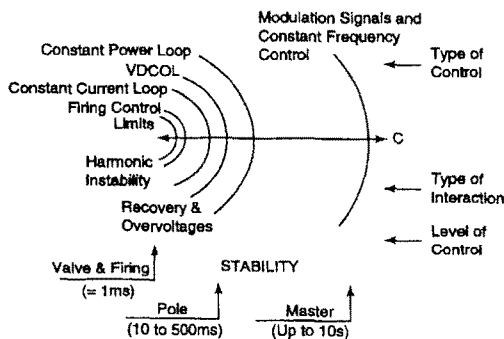 Modulation Signals and
Constant Frequency
Control
Constant Power Loop
VDCOL
Constant Current Loop
Firing Control
Limits
Type of
Control
C
Harmonic
Instability
Type of
Interaction
Recovery &
Overvoltages
Level of
Control
Valve & Firing
(= 1ms)
STABILITY
Pole
(10 to 500ms)
Master
(Up to 10s)